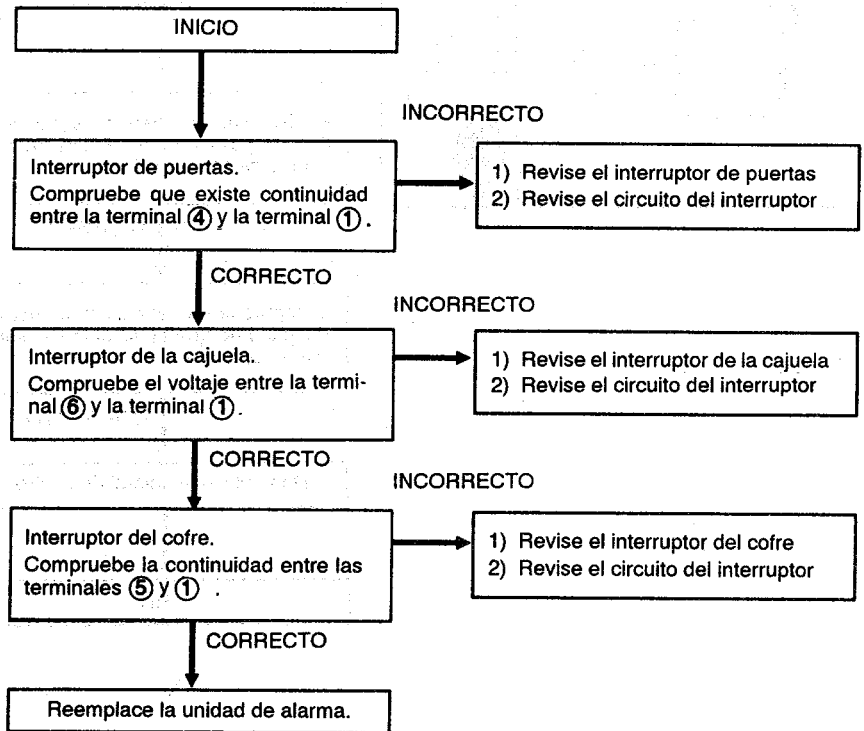 INICIO
INCORRECTO
Interruptor de puertas.
Compruebe que existe continuidad
entre la terminal ④ y la terminal ①.
1) Revise el interruptor de puertas
2) Revise el circuito del interruptor
CORRECTO
INCORRECTO
Interruptor de la cajuela.
Compruebe el voltaje entre la termi-
nal ⑥ y la terminal ①.
1) Revise el interruptor de la cajuela
2) Revise el circuito del interruptor
CORRECTO
INCORRECTO
Interruptor del cofre.
Compruebe la continuidad entre las
terminales ⑤ y ① .
1) Revise el interruptor del cofre
2) Revise el circuito del interruptor
CORRECTO
Reemplace la unidad de alarma.